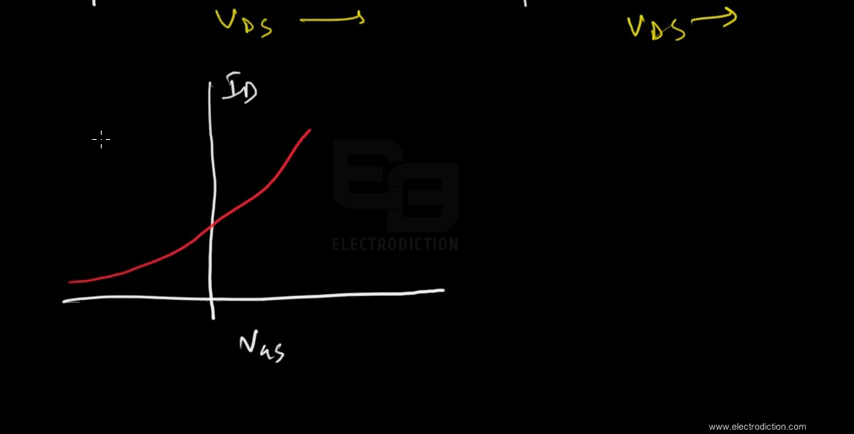 VDS
VDS
ID
ELECTRODICTION
VGS
www.electrodiction.com